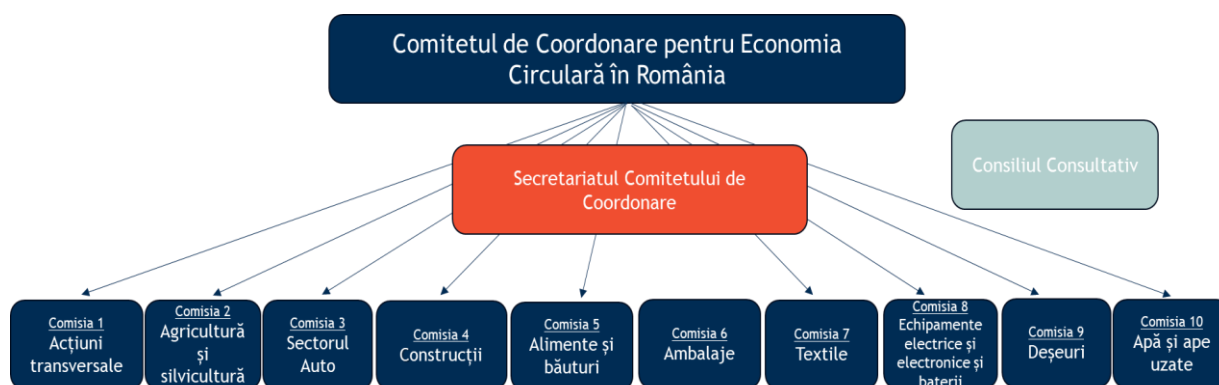 Comitetul de Coordonare pentru Economia
Circulară în România
Consiliul Consultativ
Secretariatul Comitetului de
Coordonare
Comisia 1
Acțiuni
transversale
Comisia 2
Agricultură
și
silvicultură
Comisia 3
Sectorul
Auto
Comisia 4
Construcții
Comisia 5
Alimente și
băuturi
Comisia 6
Ambalaje
Comisia 7
Textile
Comisia 8
Echipamente
electrice și
electronice și
baterii
Comisia 9
Deșeuri
Comisia 10
Apă și ape
uzate